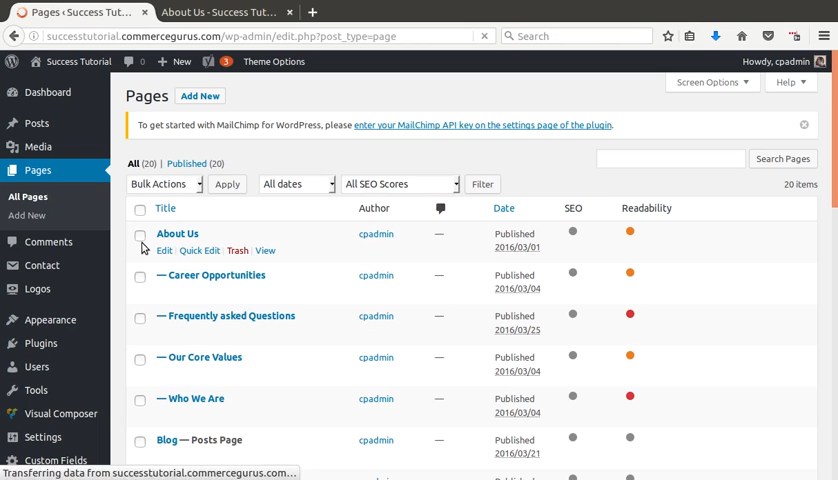 Pages ‹ Success Tutorial... × About Us - Success Tut... × +
successtutorial.commercegurus.com/wp-admin/edit.php?post_type=page Search
Success Tutorial 0 New 3 Theme Options cpadmin
Screen Options Help
Dashboard
Posts
Media
Pages
All Pages
Add New
Comments
Contact
Logos
Appearance
Plugins
Users
Tools
Visual Composer
Settings
Custom Fields
Pages Add New
To get started with MailChimp for WordPress, please enter your MailChimp API key on the settings page of the plugin.
All (20) | Published (20)
Search Pages
Bulk Actions Apply All dates All SEO Scores Filter 20 items
Title Author Date SEO Readability
About Us cpadmin — Published
2016/03/01
Edit | Quick Edit | Trash | View
— Career Opportunities cpadmin — Published
2016/03/04
— Frequently asked Questions cpadmin — Published
2016/03/25
— Our Core Values cpadmin — Published
2016/03/04
— Who We Are cpadmin — Published
2016/03/04
Blog — Posts Page cpadmin — Published
2016/03/21
Transferring data from successtutorial.commercegurus.com…